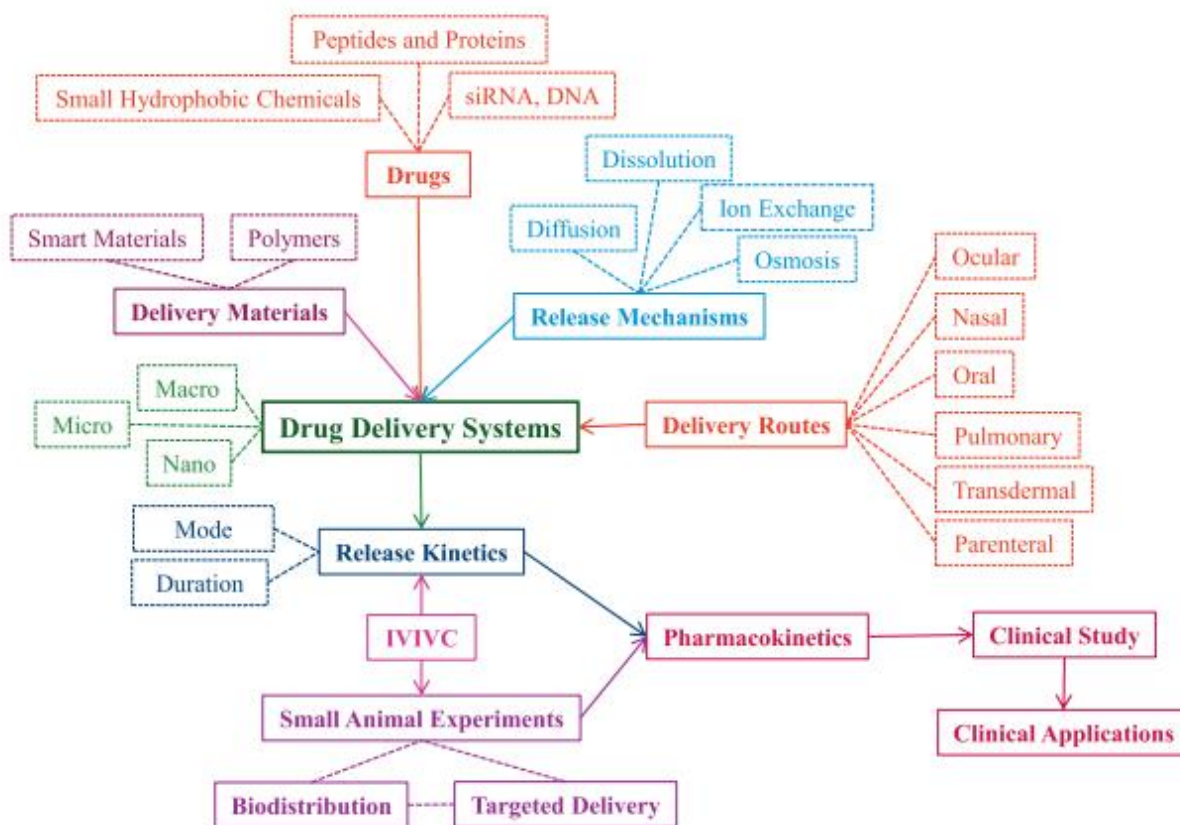 Peptides and Proteins
Small Hydrophobic Chemicals
siRNA, DNA
Drugs
Dissolution
Ion Exchange
Diffusion
Osmosis
Release Mechanisms
Smart Materials
Polymers
Delivery Materials
Ocular
Nasal
Oral
Pulmonary
Transdermal
Parenteral
Delivery Routes
Macro
Micro
Nano
Drug Delivery Systems
Mode
Duration
Release Kinetics
IVIVC
Pharmacokinetics
Clinical Study
Small Animal Experiments
Clinical Applications
Biodistribution
Targeted Delivery